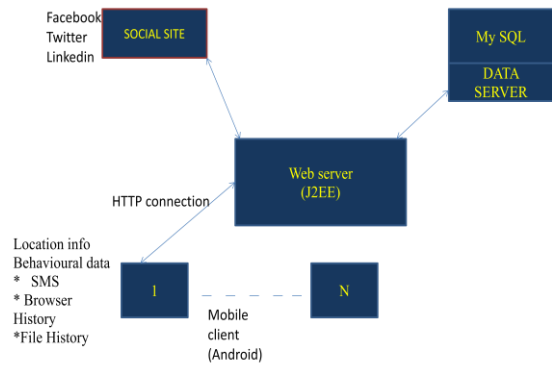 Facebook
Twitter
Linkedin
SOCIAL SITE
My SQL
DATA
SERVER
Web server
(J2EE)
HTTP connection
Location info
Behavioural data
* SMS
* Browser
History
*File History
1
N
Mobile
client
(Android)